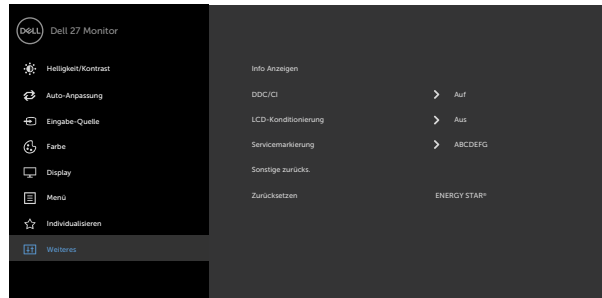 DELL Dell 27 Monitor
Helligkeit/Kontrast
Auto-Anpassung
Eingabe-Quelle
Farbe
Display
Menü
Individualisieren
Weiteres
Info Anzeigen
DDC/CI Auf
LCD-Konditionierung Aus
Servicemarkierung ABCDEFG
Sonstige zurücks.
Zurücksetzen ENERGY STAR®